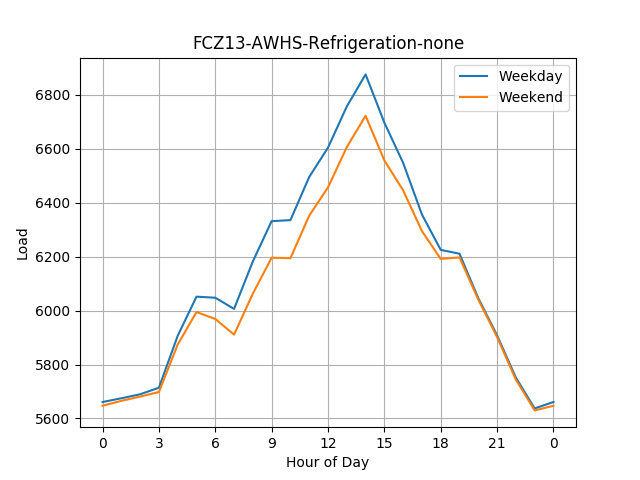 FCZ13-AWHS-Refrigeration-none
Weekday
Weekend
Load
6800
6600
6400
6200
6000
5800
5600
0 3 6 9 12 15 18 21 0
Hour of Day